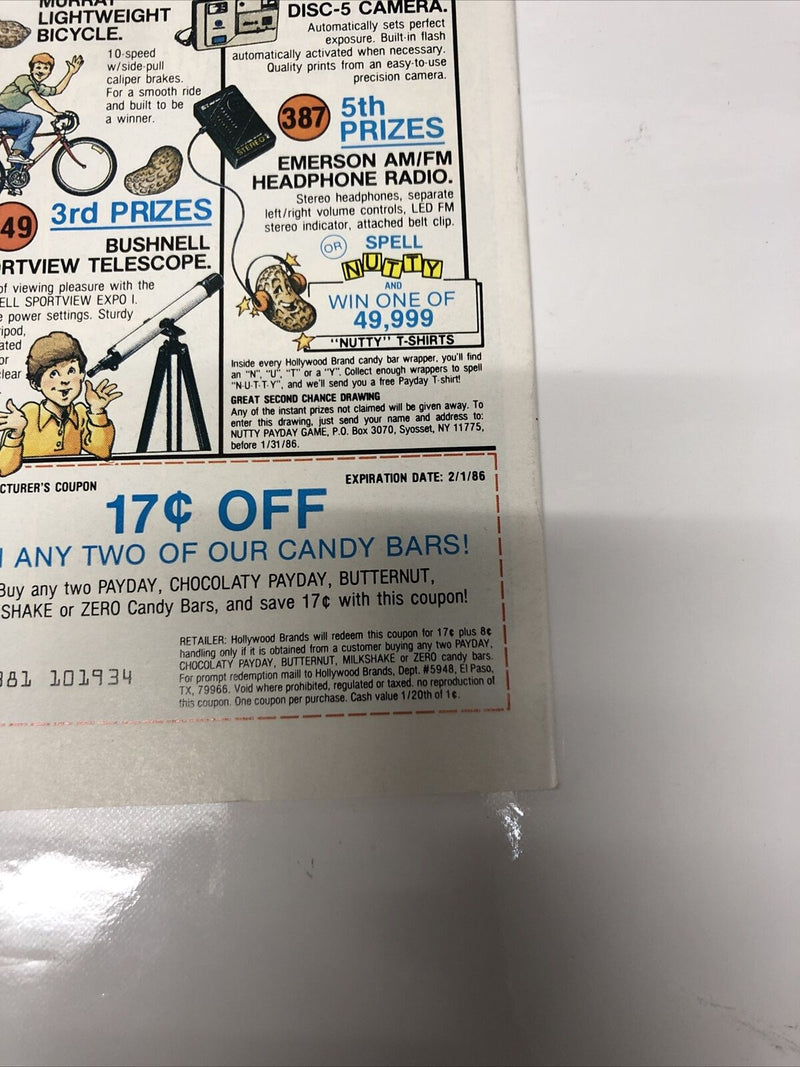 MURRAY
LIGHTWEIGHT
BICYCLE.
10-speed
w/side-pull
caliper brakes.
For a smooth ride
and built to be
a winner.
49
3rd PRIZES
BUSHNELL
RTVIEW TELESCOPE.
of viewing pleasure with the
ELL SPORTVIEW EXPO I.
e power settings. Sturdy
ripod,
ated
or
clear
DISC-5 CAMERA.
Automatically sets perfect
exposure. Built-in flash
automatically activated when necessary.
Quality prints from an easy-to-use
precision camera.
387
5th
PRIZES
STEREO
EMERSON AM/FM
HEADPHONE RADIO.
Stereo headphones, separate
left/right volume controls, LED FM
stereo indicator, attached belt clip.
OR SPELL
NUTTY
AND
WIN ONE OF
49,999
"NUTTY" T-SHIRTS
Inside every Hollywood Brand candy bar wrapper, you'll find
an "N", "U", "T" or a "Y". Collect enough wrappers to spell
"N-U-T-T-Y", and we'll send you a free Payday T-shirt!
GREAT SECOND CHANCE DRAWING
Any of the instant prizes not claimed will be given away. To
enter this drawing, just send your name and address to:
NUTTY PAYDAY GAME, P.O. Box 3070, Syosset, NY 11775,
before 1/31/86.
CTURER'S COUPON
EXPIRATION DATE: 2/1/86
17¢ OFF
ANY TWO OF OUR CANDY BARS!
Buy any two PAYDAY, CHOCOLATY PAYDAY, BUTTERNUT,
SHAKE or ZERO Candy Bars, and save 17¢ with this coupon!
381 101934
RETAILER: Hollywood Brands will redeem this coupon for 17¢ plus 8¢
handling only if it is obtained from a customer buying any two PAYDAY,
CHOCOLATY PAYDAY, BUTTERNUT, MILKSHAKE or ZERO candy bars.
For prompt redemption maill to Hollywood Brands, Dept. #5948, El Paso,
TX, 79966. Void where prohibited, regulated or taxed. no reproduction of
this coupon. One coupon per purchase. Cash value 1/20th of 1¢.